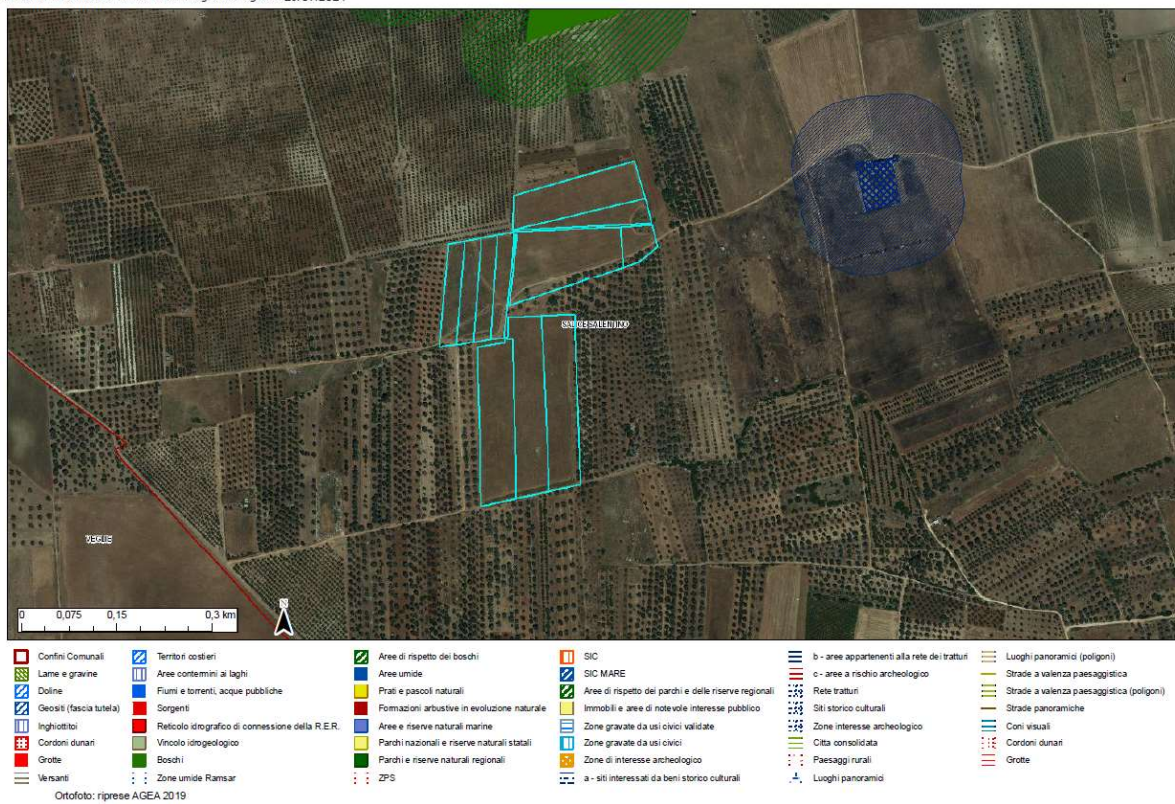 SALICE SALENTINO
VEGLIE
0 0,075 0,15 0,3 km
N
Confini Comunali
Lame e gravine
Doline
Geositi (fascia tutela)
Inghiottitoi
Cordoni dunari
Grotte
Versanti
Territori costieri
Aree contermini ai laghi
Fiumi e torrenti, acque pubbliche
Sorgenti
Reticolo idrografico di connessione della R.E.R.
Vincolo idrogeologico
Boschi
Zone umide Ramsar
Aree di rispetto dei boschi
Aree umide
Prati e pascoli naturali
Formazioni arbustive in evoluzione naturale
Aree e riserve naturali marine
Parchi nazionali e riserve naturali statali
Parchi e riserve naturali regionali
ZPS
SIC
SIC MARE
Aree di rispetto dei parchi e delle riserve regionali
Immobili e aree di notevole interesse pubblico
Zone gravate da usi civici validate
Zone gravate da usi civici
Zone di interesse archeologico
a - siti interessati da beni storico culturali
b - aree appartenenti alla rete dei tratturi
c - aree a rischio archeologico
Rete tratturi
Siti storico culturali
Zone interesse archeologico
Citta consolidata
Paesaggi rurali
Luoghi panoramici
Luoghi panoramici (poligoni)
Strade a valenza paesaggistica
Strade a valenza paesaggistica (poligoni)
Strade panoramiche
Coni visuali
Cordoni dunari
Grotte
Ortofoto: riprese AGEA 2019